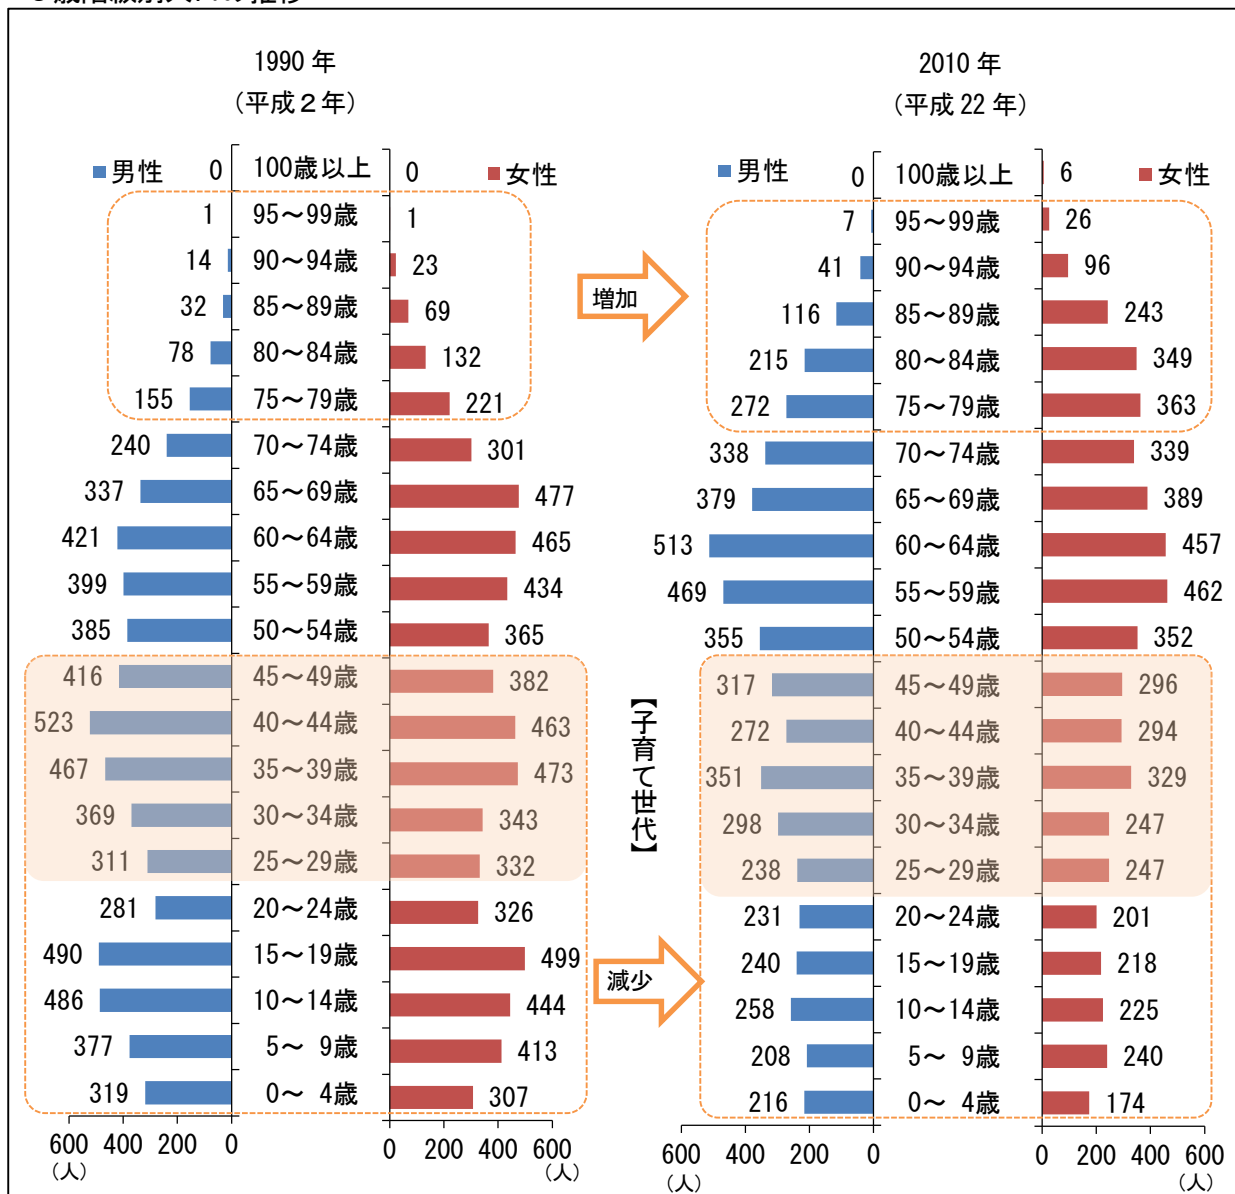 1990 年
（平成２年）
2010 年
（平成 22 年）
男性 0 100歳以上 0 女性
1 95～99歳 1
14 90～94歳 23
32 85～89歳 69
78 80～84歳 132
155 75～79歳 221
240 70～74歳 301
337 65～69歳 477
421 60～64歳 465
399 55～59歳 434
385 50～54歳 365
416 45～49歳 382
523 40～44歳 463
467 35～39歳 473
369 30～34歳 343
311 25～29歳 332
281 20～24歳 326
490 15～19歳 499
486 10～14歳 444
377 5～ 9歳 413
319 0～ 4歳 307
600 400 200 0 0 200 400 600
（人） （人）
増加
【子育て世代】
減少
男性 0 100歳以上 6 女性
7 95～99歳 26
41 90～94歳 96
116 85～89歳 243
215 80～84歳 349
272 75～79歳 363
338 70～74歳 339
379 65～69歳 389
513 60～64歳 457
469 55～59歳 462
355 50～54歳 352
317 45～49歳 296
272 40～44歳 294
351 35～39歳 329
298 30～34歳 247
238 25～29歳 247
231 20～24歳 201
240 15～19歳 218
258 10～14歳 225
208 5～ 9歳 240
216 0～ 4歳 174
600 400 200 0 0 200 400 600
（人） （人）